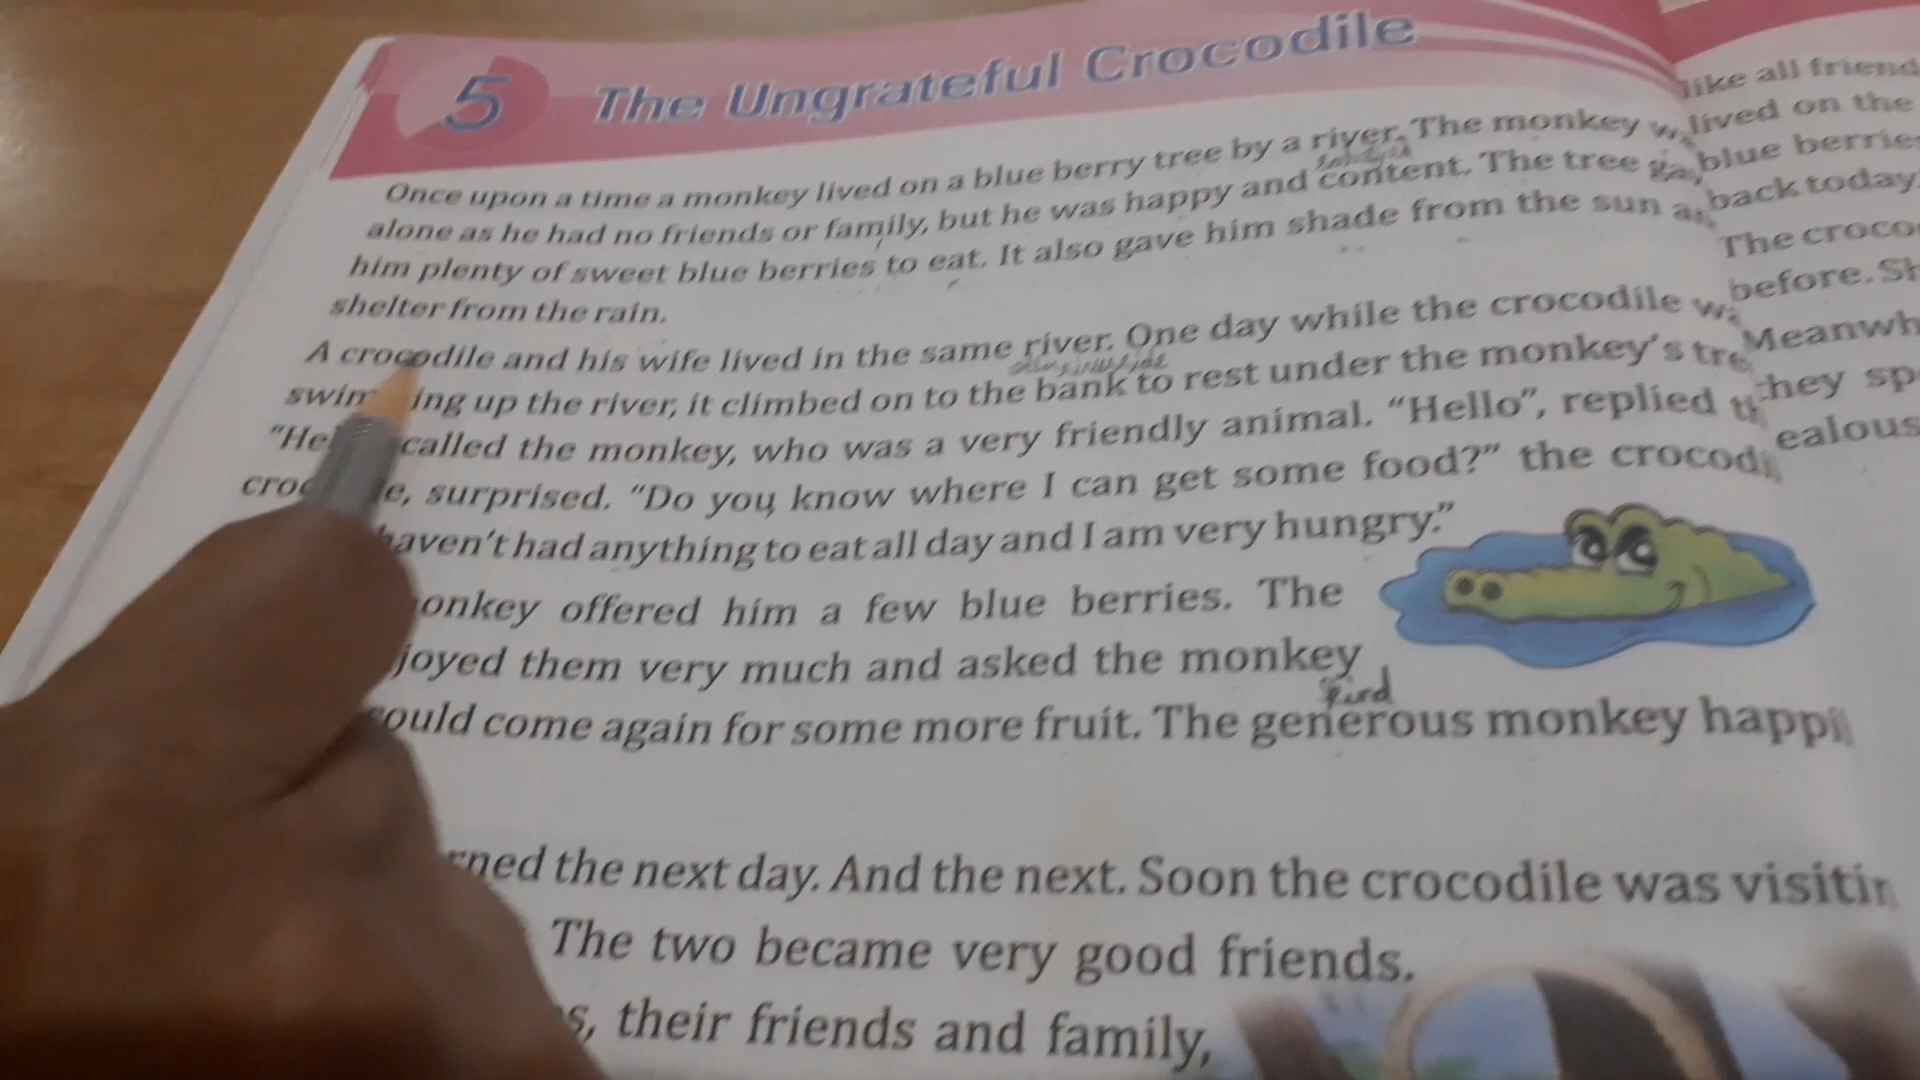 5 The Ungrateful Crocodile
Once upon a time a monkey lived on a blue berry tree by a river. The monkey
alone as he had no friends or family, but he was happy and content. The tree
him plenty of sweet blue berries to eat. It also gave him shade from the sun
shelter from the rain.
A crocodile and his wife lived in the same river. One day while the crocodile
ing up the river, it climbed on to the bank to rest under the monkey's
called the monkey, who was a very friendly animal. "Hello", replied
surprised. "Do you know where I can get some food?" the
haven't had anything to eat all day and I am very hungry."
onkey offered him a few blue berries. The
joyed them very much and asked the monkey
kind
ould come again for some more fruit. The generous monkey
rned the next day. And the next. Soon the crocodile was
The two became very good friends.
s, their friends and family,
like all friend
lived on the
blue berrie
back today
The croco
before. Sh
Meanwh
they sp
ealous